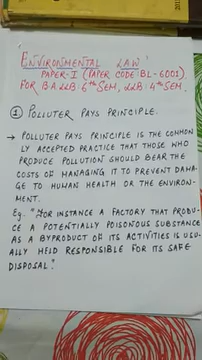 ENVIRONMENTAL LAW:
PAPER-I (PAPER CODE:BL-6001)
FOR B A LLB 6th SEM, LLB 4th SEM.
① POLLUTER PAYS PRINCIPLE.
→ POLLUTER PAYS PRINCIPLE IS THE COMMON
LY ACCEPTED PRACTICE THAT THOSE WHO
PRODUCE POLLUTION SHOULD BEAR THE
COSTS OF MANAGING IT TO PREVENT DAMA-
GE TO HUMAN HEALTH OR THE ENVIRON-
MENT.
Eg. "FOR INSTANCE A FACTORY THAT PRODU-
CE A POTENTIALLY POISONOUS SUBSTANCE
AS A BYPRODUCT OF ITS ACTIVITIES IS USU-
ALLY HELD RESPONSIBLE FOR ITS SAFE
DISPOSAL".